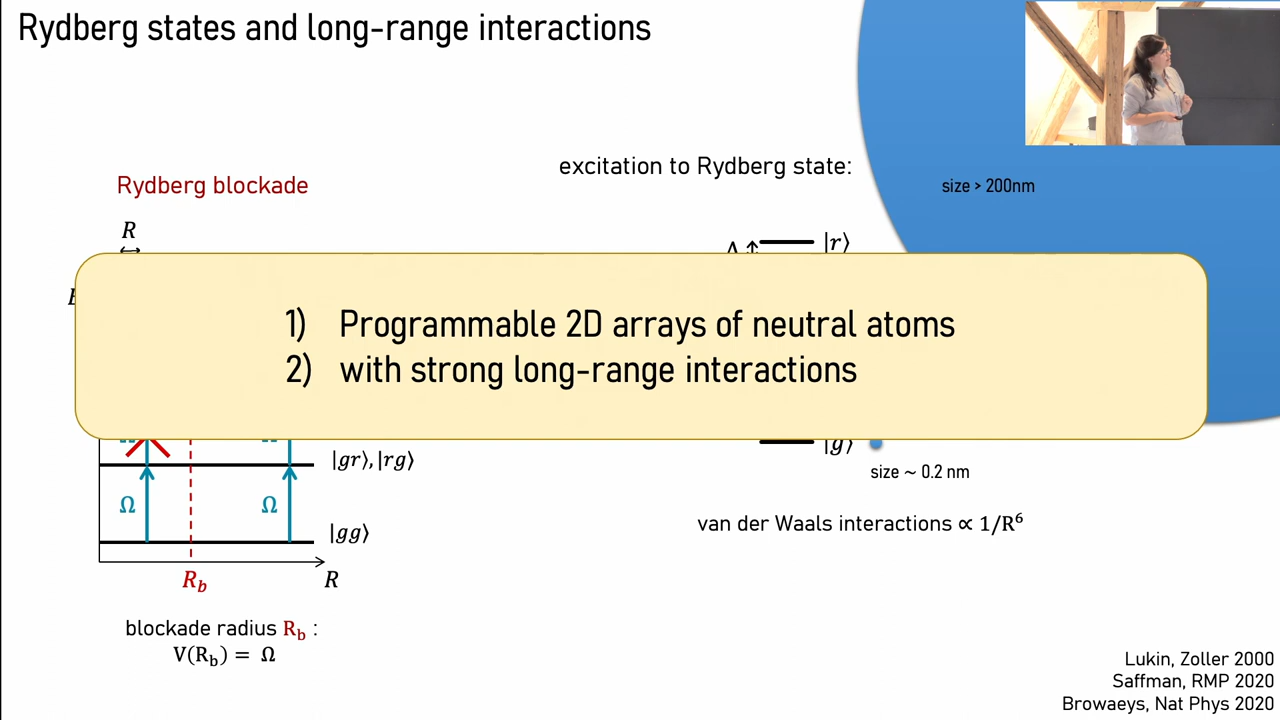 Rydberg states and long-range interactions
excitation to Rydberg state:
size > 200nm
Rydberg blockade
R
|r⟩
1) Programmable 2D arrays of neutral atoms
2) with strong long-range interactions
|g⟩
|gr⟩,|rg⟩
size ~ 0.2 nm
Ω Ω
|gg⟩
van der Waals interactions ∝ 1/R⁶
R_b R
blockade radius R_b :
V(R_b) = Ω
Lukin, Zoller 2000
Saffman, RMP 2020
Browaeys, Nat Phys 2020